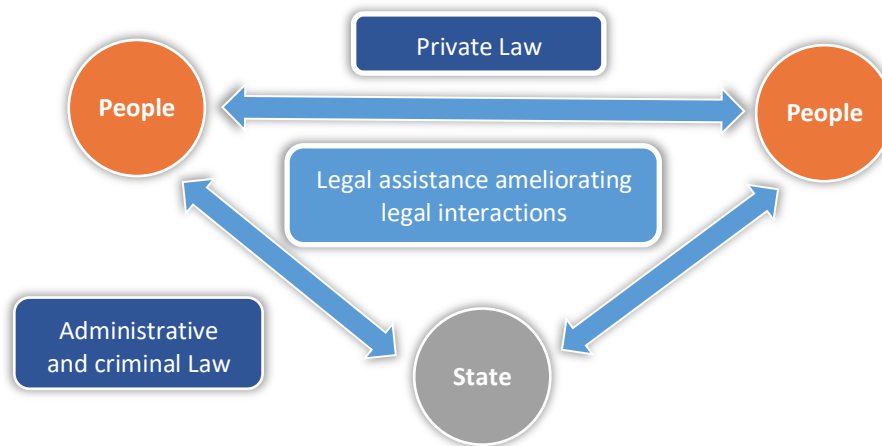 Private Law
People
People
Legal assistance ameliorating
legal interactions
Administrative
and criminal Law
State